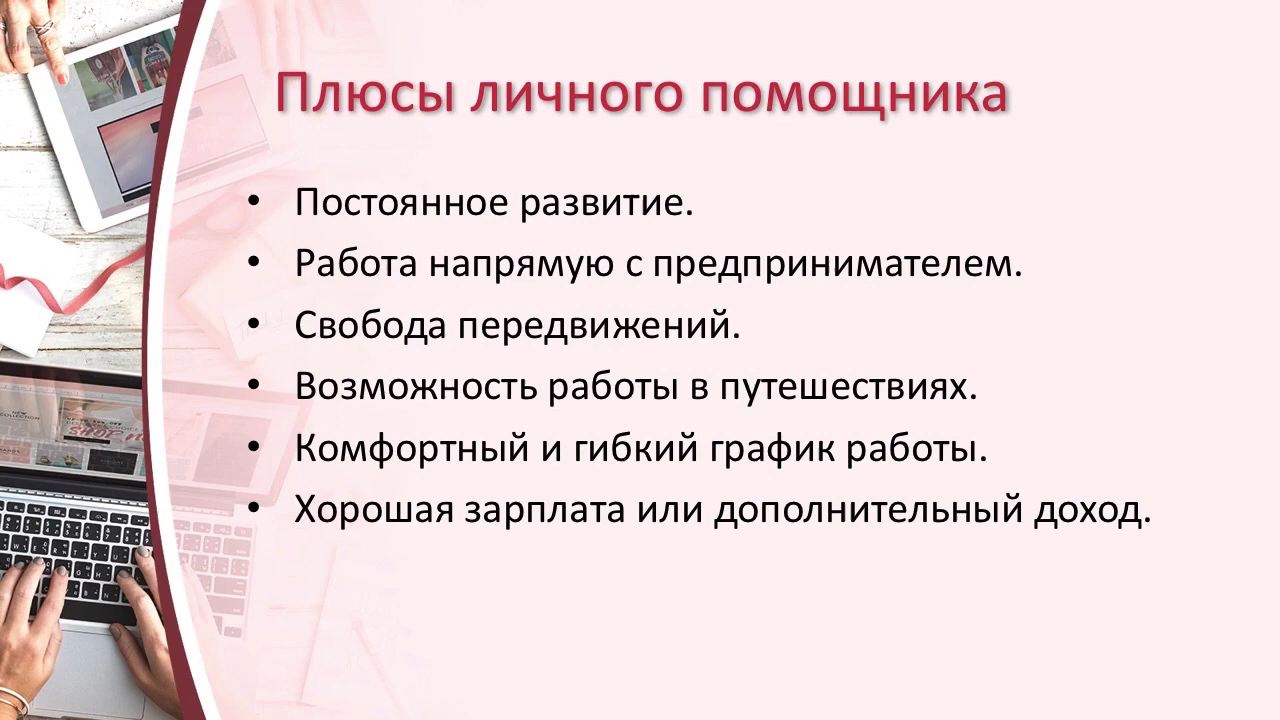 Плюсы личного помощника
• Постоянное развитие.
• Работа напрямую с предпринимателем.
• Свобода передвижений.
• Возможность работы в путешествиях.
• Комфортный и гибкий график работы.
• Хорошая зарплата или дополнительный доход.